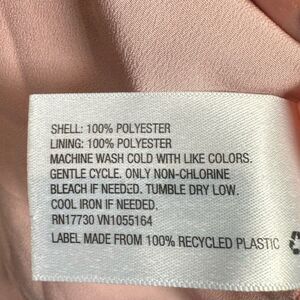 SHELL: 100% POLYESTER
LINING: 100% POLYESTER
MACHINE WASH COLD WITH LIKE COLORS.
GENTLE CYCLE. ONLY NON-CHLORINE
BLEACH IF NEEDED. TUMBLE DRY LOW.
COOL IRON IF NEEDED.
RN17730 VN1055164
LABEL MADE FROM 100% RECYCLED PLASTIC